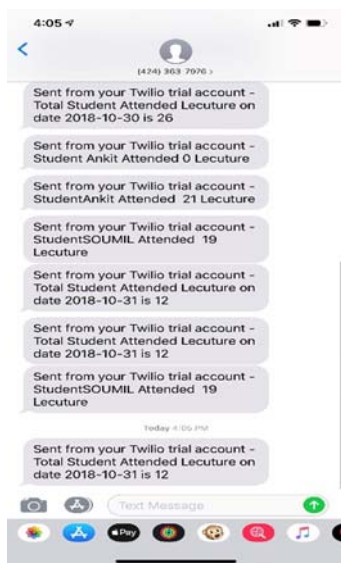 4:05
(424) 363-7976 >
Sent from your Twilio trial account -
Total Student Attended Lecuture on
date 2018-10-30 is 26
Sent from your Twilio trial account -
Student Ankit Attended 0 Lecuture
Sent from your Twilio trial account -
StudentAnkit Attended 21 Lecuture
Sent from your Twilio trial account -
StudentSOUMIL Attended 19
Lecuture
Sent from your Twilio trial account -
Total Student Attended Lecuture on
date 2018-10-31 is 12
Sent from your Twilio trial account -
Total Student Attended Lecuture on
date 2018-10-31 is 12
Sent from your Twilio trial account -
StudentSOUMIL Attended 19
Lecuture
Today 4:05 PM
Sent from your Twilio trial account -
Total Student Attended Lecuture on
date 2018-10-31 is 12
Text Message
Pay